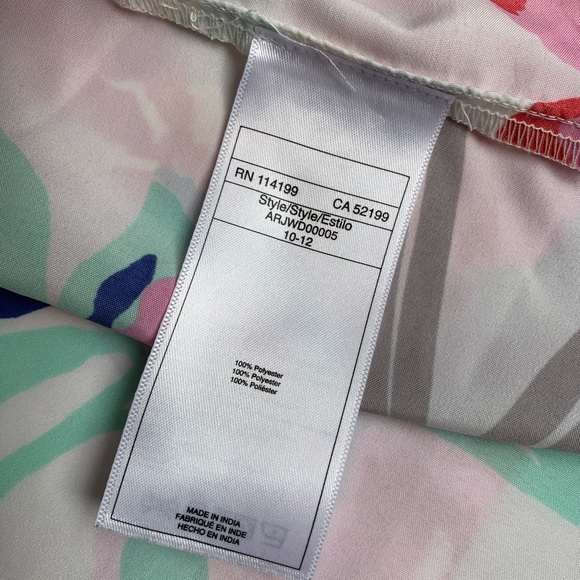 RN 114199 CA 52199
Style/Style/Estilo
ARJWD00005
10-12
100% Polyester
100% Polyester
100% Poliéster
MADE IN INDIA
FABRIQUÉ EN INDE
HECHO EN INDIA